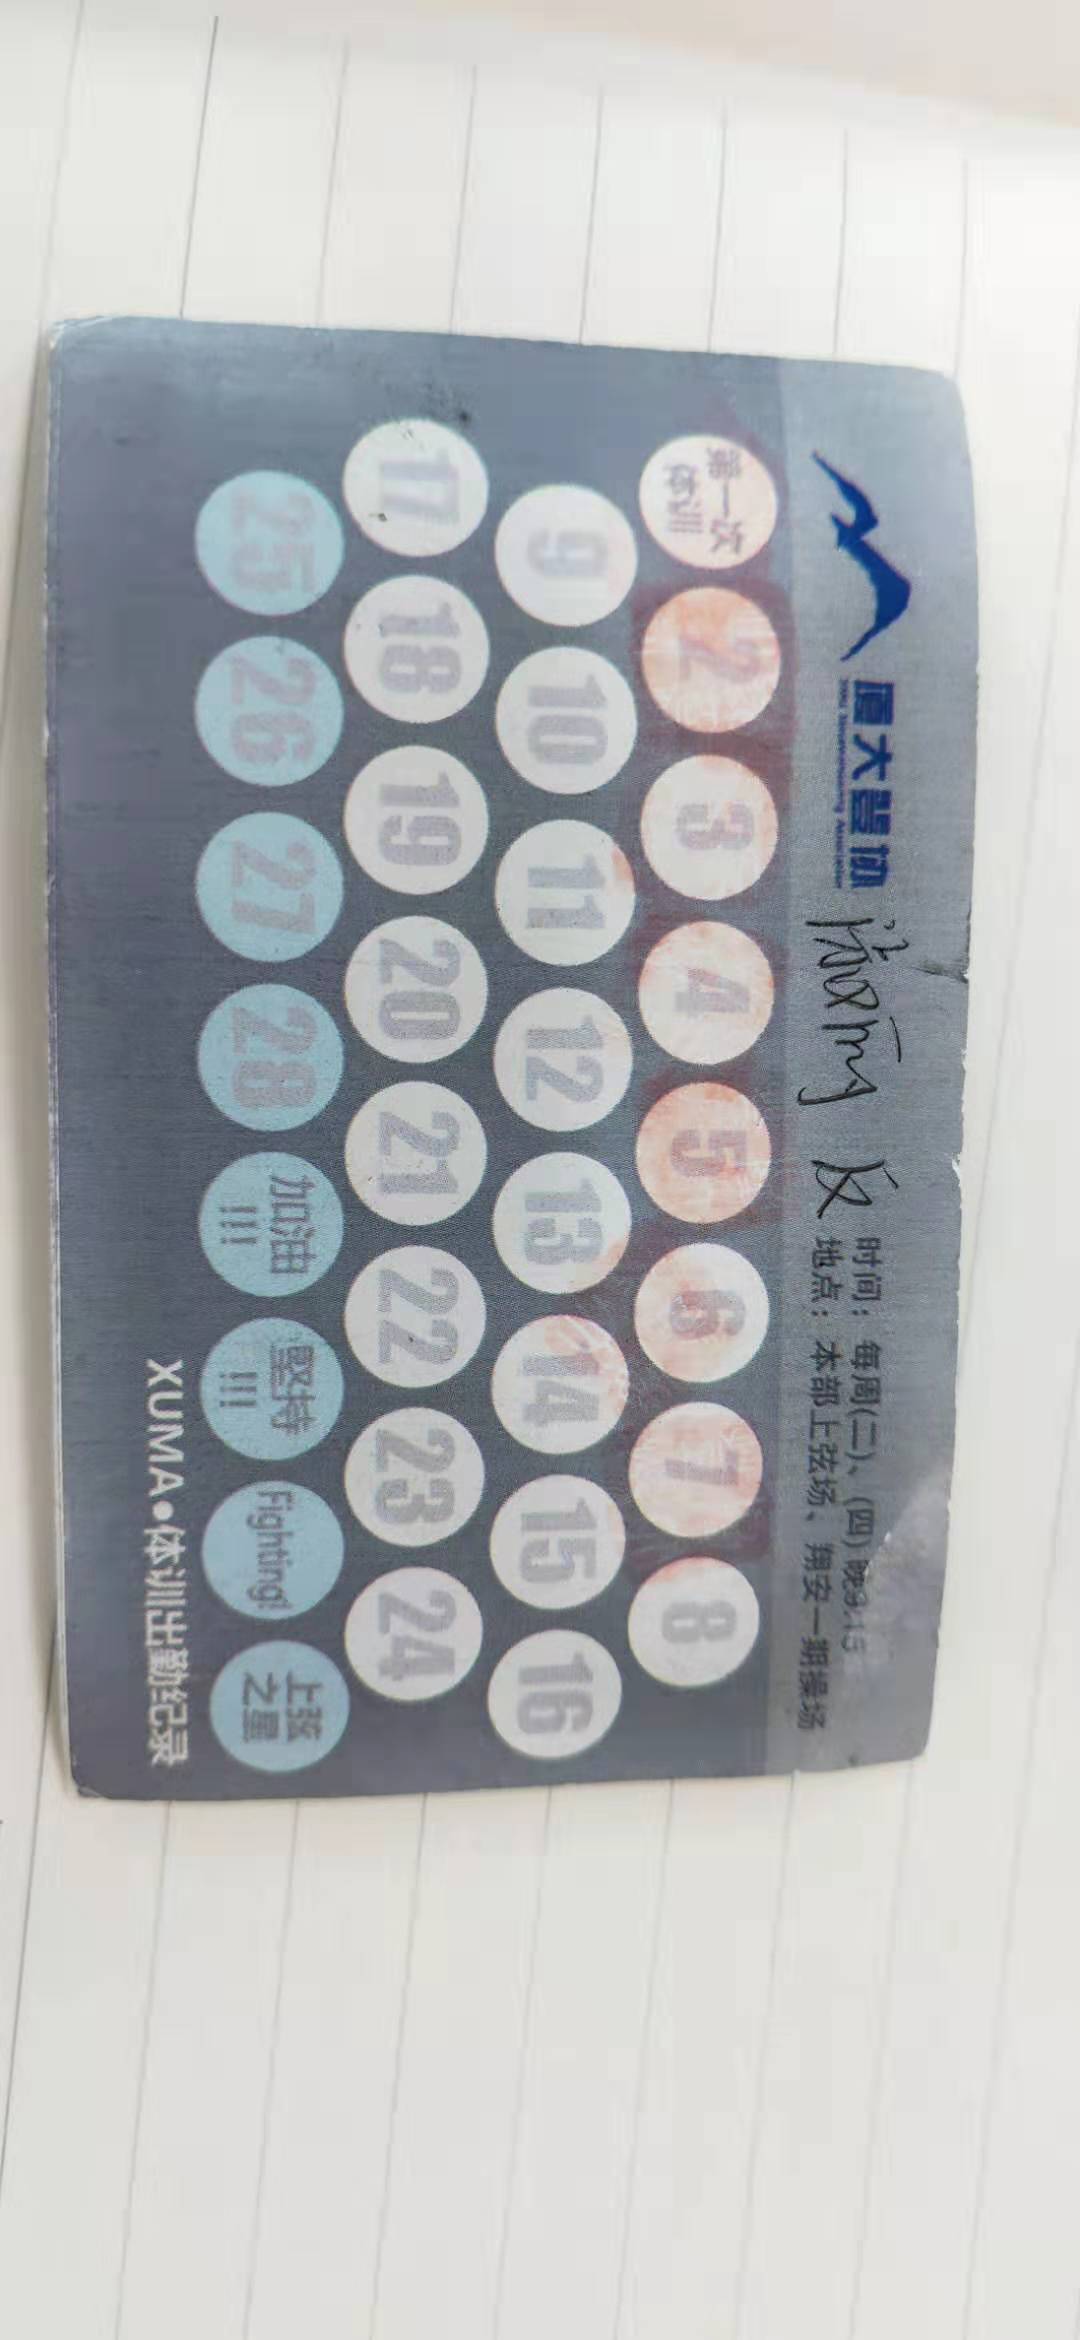 厦大登协
XMU Mountaineering Association
时间：每周(二)、(四)晚9:15
地点：本部上弦场、翔安一期操场
第一次
体训
2 3 4 5 6 7 8
9 10 11 12 13 14 15 16
17 18 19 20 21 22 23 24
25 26 27 28
加油
!!!
坚持
!!!
Fighting!
上弦
之星
XUMA•体训出勤纪录